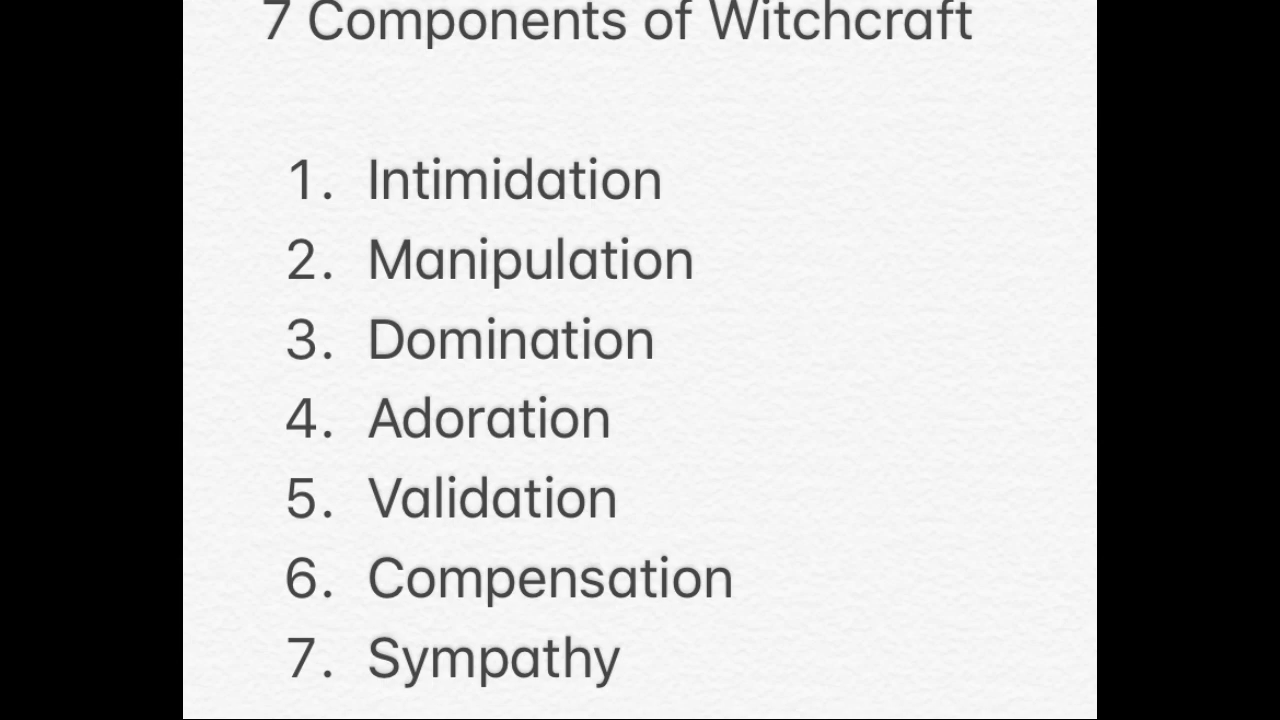 7 Components of Witchcraft
1. Intimidation
2. Manipulation
3. Domination
4. Adoration
5. Validation
6. Compensation
7. Sympathy